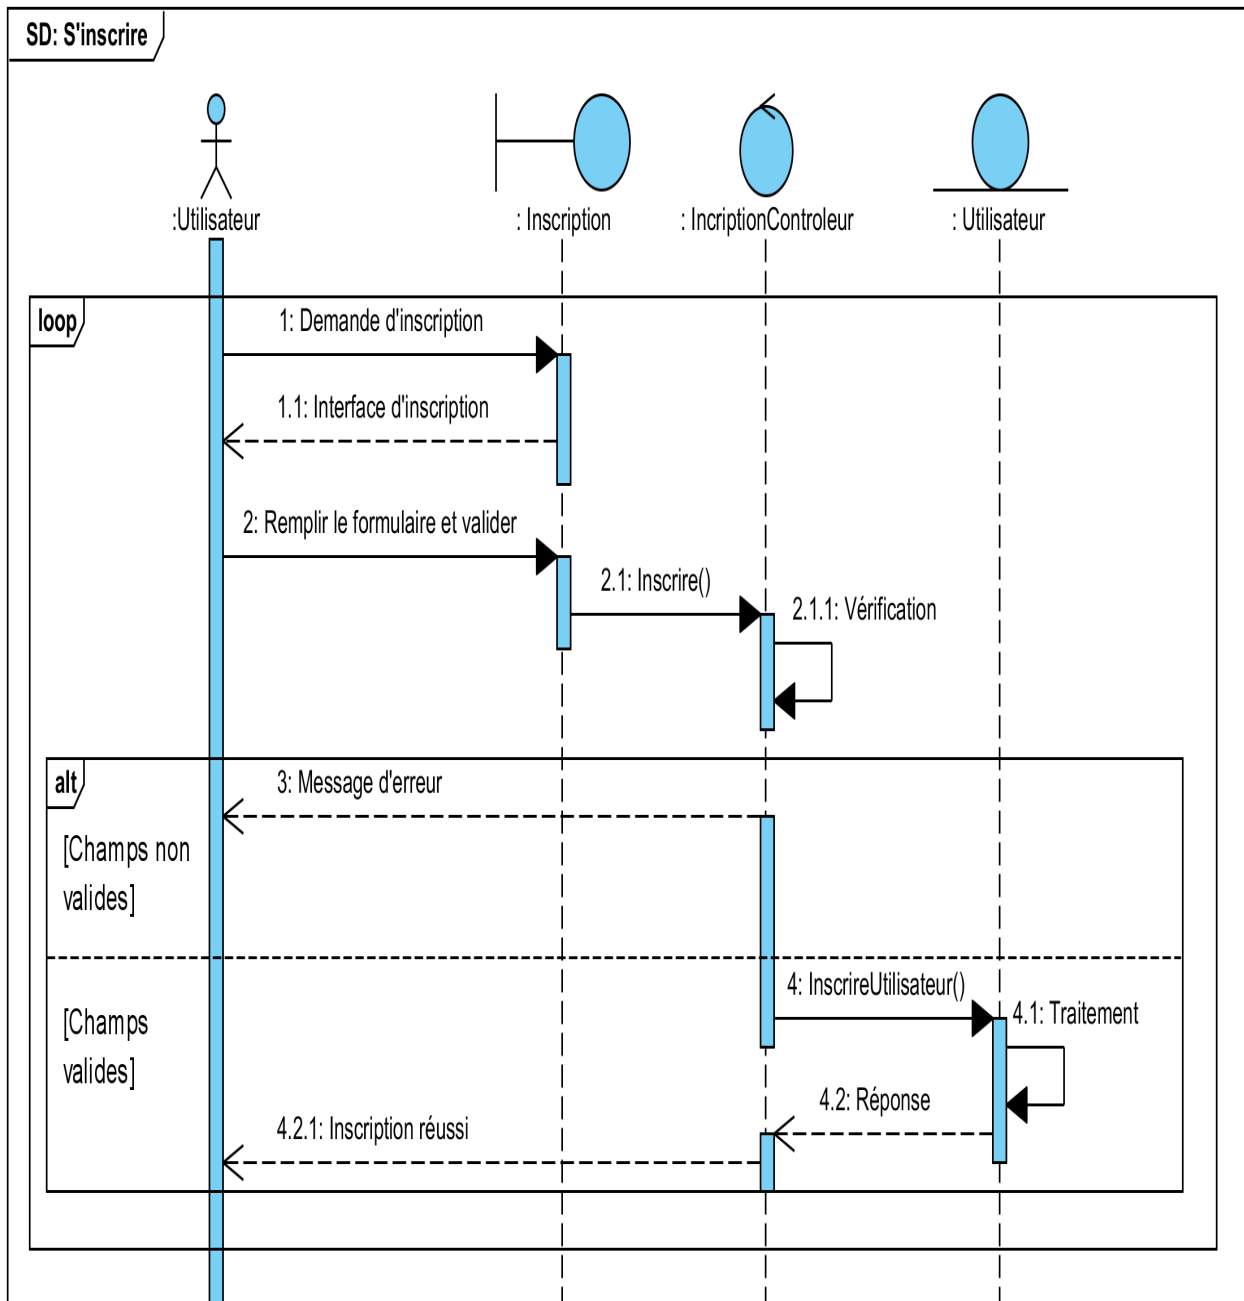 SD: S'inscrire
:Utilisateur
: Inscription
: IncriptionControleur
: Utilisateur
loop
1: Demande d'inscription
1.1: Interface d'inscription
2: Remplir le formulaire et valider
2.1: Inscrire()
2.1.1: Vérification
alt
3: Message d'erreur
[Champs non
valides]
4: InscrireUtilisateur()
4.1: Traitement
[Champs
valides]
4.2: Réponse
4.2.1: Inscription réussi